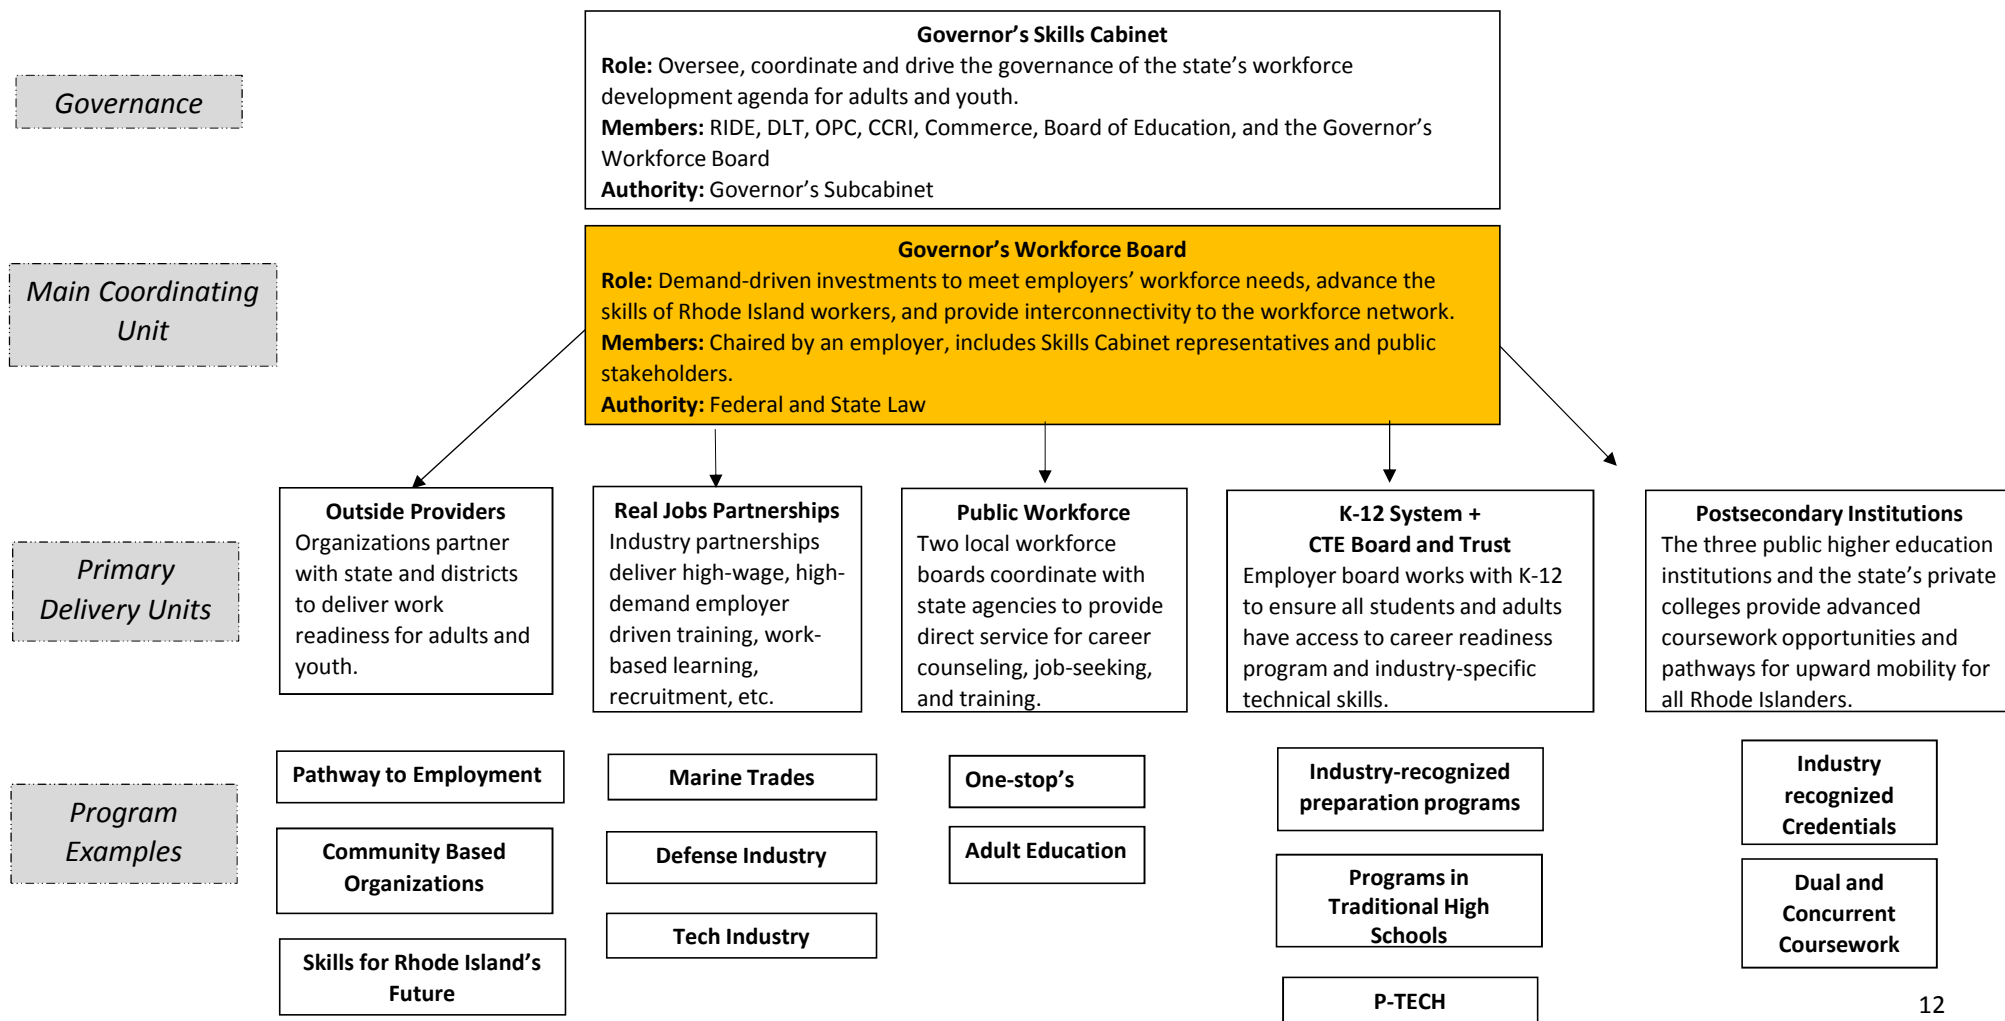 Governance
Governor’s Skills Cabinet
Role: Oversee, coordinate and drive the governance of the state’s workforce
development agenda for adults and youth.
Members: RIDE, DLT, OPC, CCRI, Commerce, Board of Education, and the Governor’s
Workforce Board
Authority: Governor’s Subcabinet
Main Coordinating
Unit
Governor’s Workforce Board
Role: Demand-driven investments to meet employers’ workforce needs, advance the
skills of Rhode Island workers, and provide interconnectivity to the workforce network.
Members: Chaired by an employer, includes Skills Cabinet representatives and public
stakeholders.
Authority: Federal and State Law
Primary
Delivery Units
Outside Providers
Organizations partner
with state and districts
to deliver work
readiness for adults and
youth.
Real Jobs Partnerships
Industry partnerships
deliver high-wage, high-
demand employer
driven training, work-
based learning,
recruitment, etc.
Public Workforce
Two local workforce
boards coordinate with
state agencies to provide
direct service for career
counseling, job-seeking,
and training.
K-12 System +
CTE Board and Trust
Employer board works with K-12
to ensure all students and adults
have access to career readiness
program and industry-specific
technical skills.
Postsecondary Institutions
The three public higher education
institutions and the state’s private
colleges provide advanced
coursework opportunities and
pathways for upward mobility for
all Rhode Islanders.
Program
Examples
Pathway to Employment
Community Based
Organizations
Skills for Rhode Island’s
Future
Marine Trades
Defense Industry
Tech Industry
One-stop’s
Adult Education
Industry-recognized
preparation programs
Programs in
Traditional High
Schools
P-TECH
Industry
recognized
Credentials
Dual and
Concurrent
Coursework
12